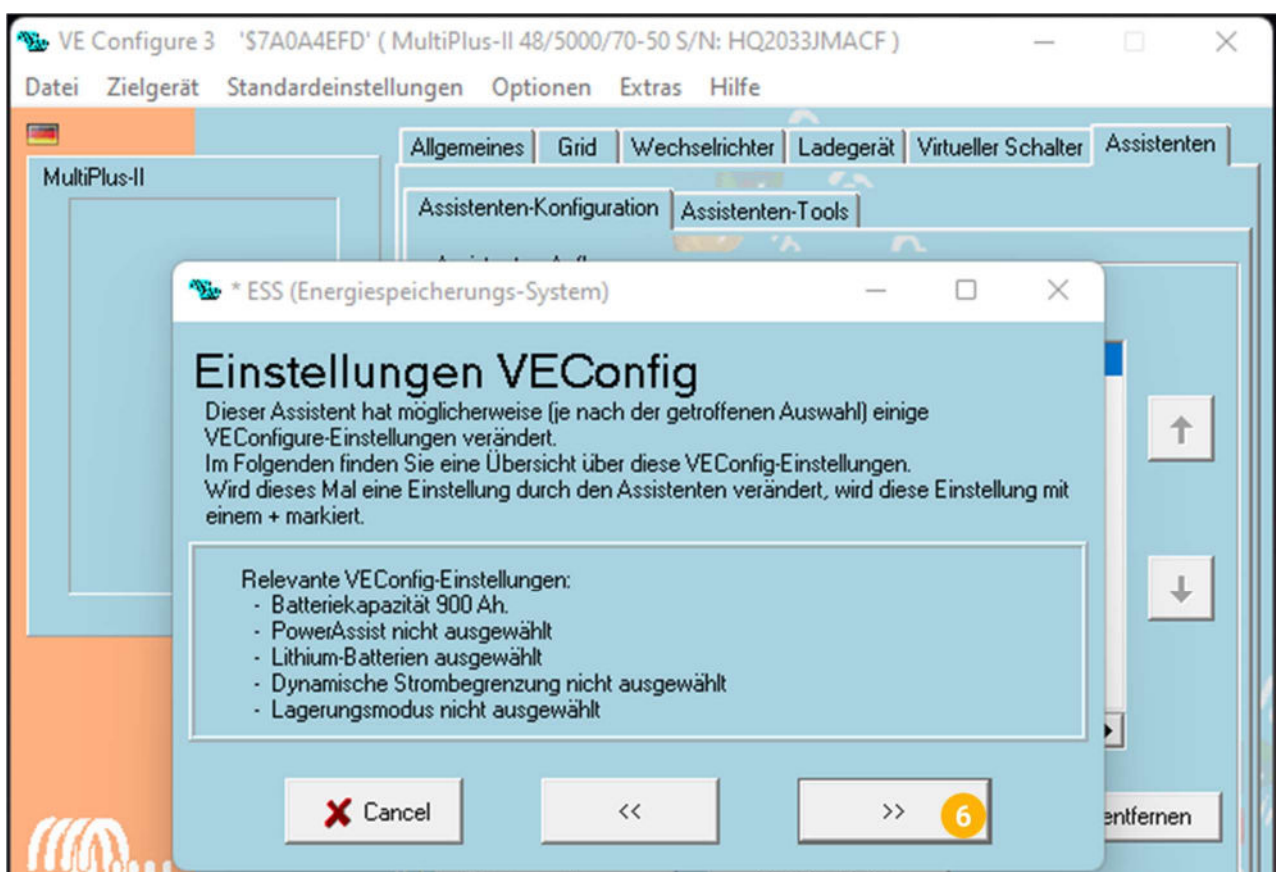 VE Configure 3 '$7A0A4EFD' ( MultiPlus-II 48/5000/70-50 S/N: HQ2033JMACF )
Datei Zielgerät Standardeinstellungen Optionen Extras Hilfe
Allgemeines Grid Wechselrichter Ladegerät Virtueller Schalter Assistenten
MultiPlus-II
Assistenten-Konfiguration Assistenten-Tools
* ESS (Energiespeicherungs-System)
Einstellungen VEConfig
Dieser Assistent hat möglicherweise (je nach der getroffenen Auswahl) einige
VEConfigure-Einstellungen verändert.
Im Folgenden finden Sie eine Übersicht über diese VEConfig-Einstellungen.
Wird dieses Mal eine Einstellung durch den Assistenten verändert, wird diese Einstellung mit
einem + markiert.
Relevante VEConfig-Einstellungen:
- Batteriekapazität 900 Ah.
- PowerAssist nicht ausgewählt
- Lithium-Batterien ausgewählt
- Dynamische Strombegrenzung nicht ausgewählt
- Lagerungsmodus nicht ausgewählt
Cancel << >> 6
entfernen